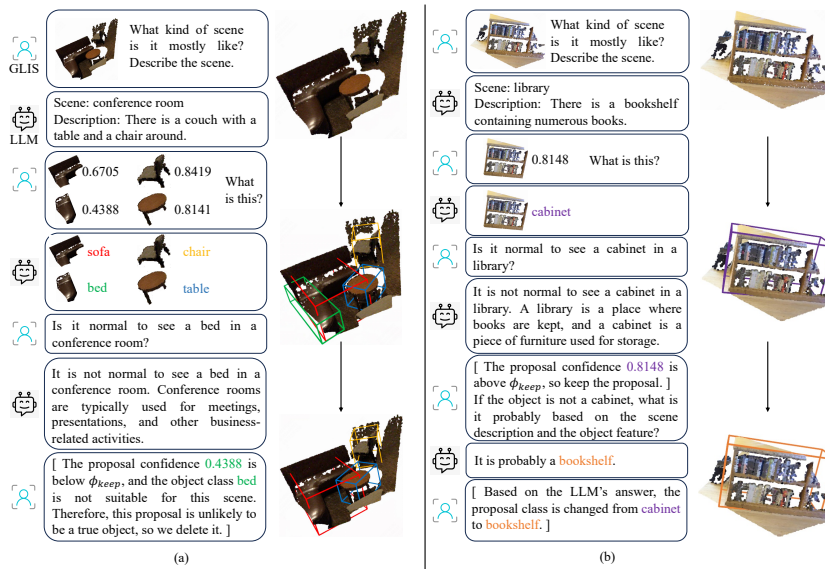 What kind of scene
is it mostly like?
Describe the scene.
GLIS
Scene: conference room
Description: There is a couch with a
table and a chair around.
LLM
0.6705
0.8419
What
is this?
0.4388
0.8141
sofa
chair
bed
table
Is it normal to see a bed in a
conference room?
It is not normal to see a bed in a
conference room. Conference rooms
are typically used for meetings,
presentations, and other business-
related activities.
[ The proposal confidence 0.4388 is
below ϕkeep, and the object class bed
is not suitable for this scene.
Therefore, this proposal is unlikely to
be a true object, so we delete it. ]
(a)
What kind of scene
is it mostly like?
Describe the scene.
Scene: library
Description: There is a bookshelf
containing numerous books.
0.8148
What is this?
cabinet
Is it normal to see a cabinet in a
library?
It is not normal to see a cabinet in a
library. A library is a place where
books are kept, and a cabinet is a
piece of furniture used for storage.
[ The proposal confidence 0.8148 is
above ϕkeep, so keep the proposal. ]
If the object is not a cabinet, what is
it probably based on the scene
description and the object feature?
It is probably a bookshelf.
[ Based on the LLM's answer, the
proposal class is changed from cabinet
to bookshelf. ]
(b)